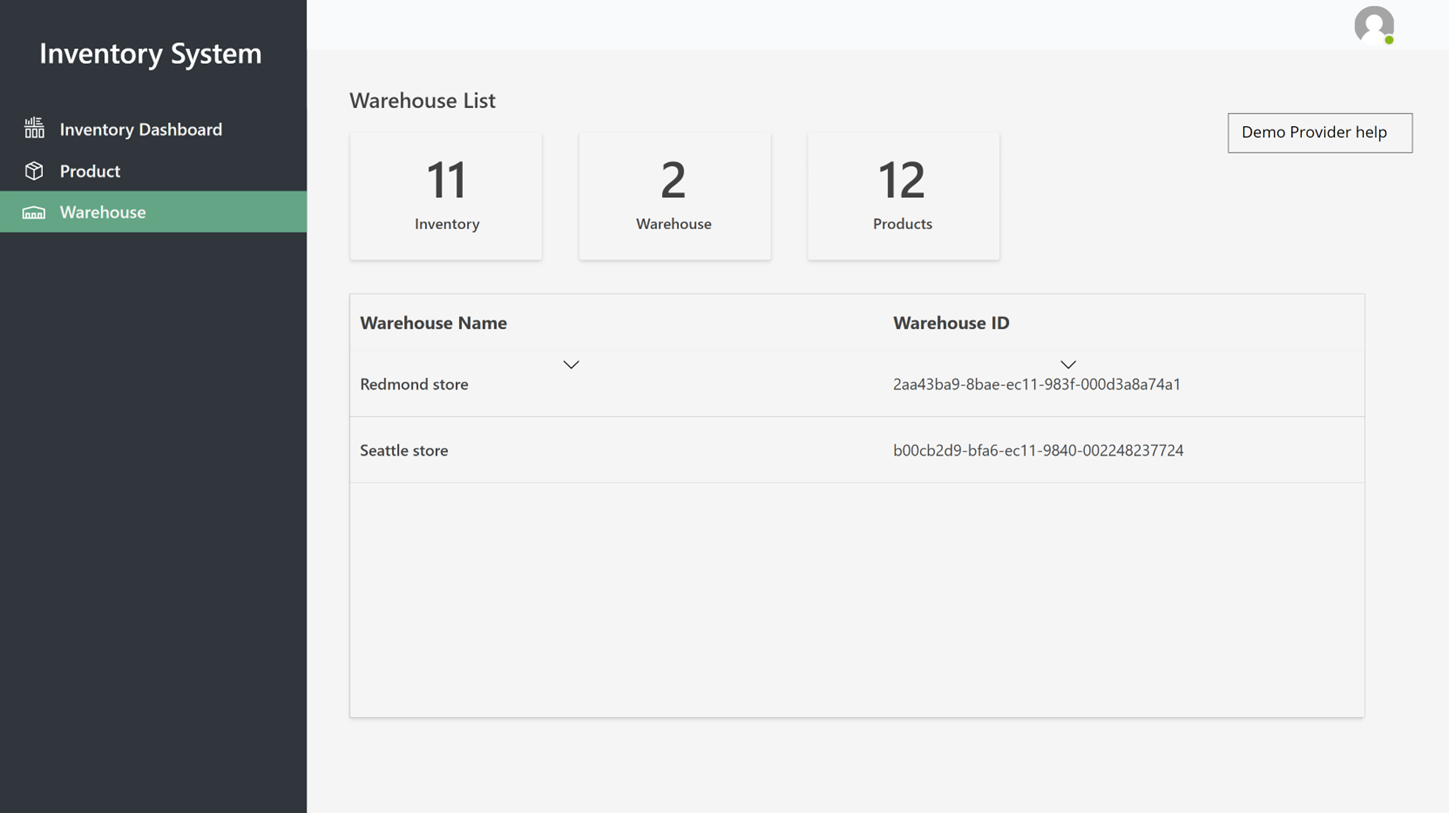 Inventory System
Inventory Dashboard
Product
Warehouse
Warehouse List
Demo Provider help
11
Inventory
2
Warehouse
12
Products
Warehouse Name
Warehouse ID
Redmond store
2aa43ba9-8bae-ec11-983f-000d3a8a74a1
Seattle store
b00cb2d9-bfa6-ec11-9840-002248237724